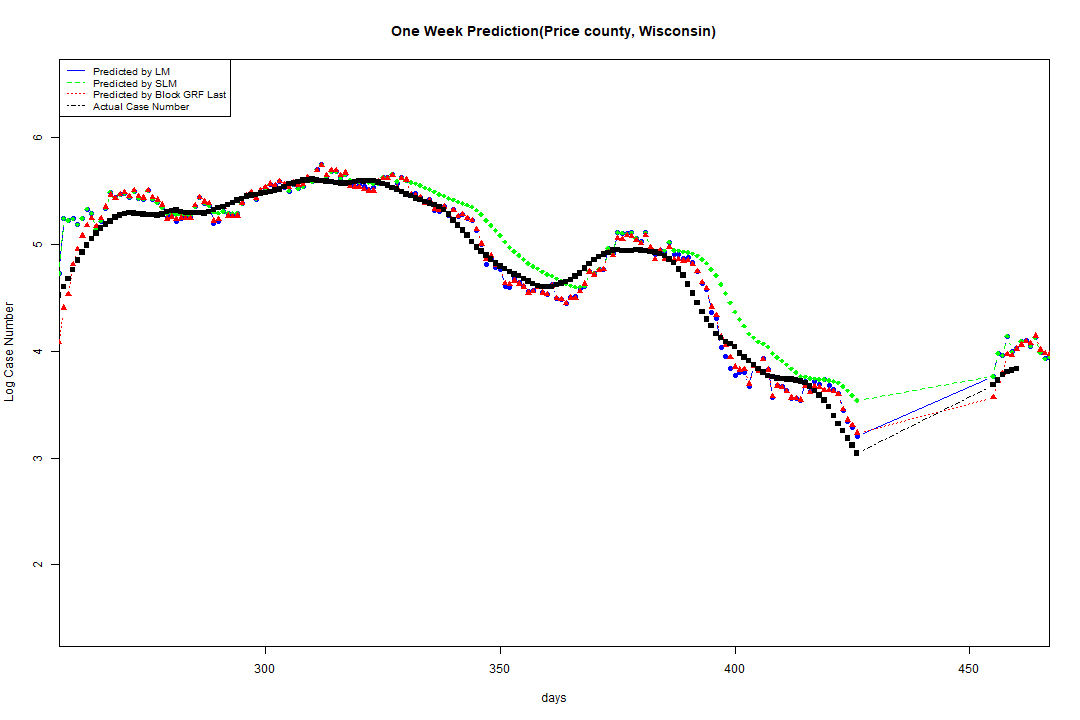 One Week Prediction(Price county, Wisconsin)
Predicted by LM
Predicted by SLM
Predicted by Block GRF Last
Actual Case Number
6
5
4
3
2
Log Case Number
300
350
400
450
days